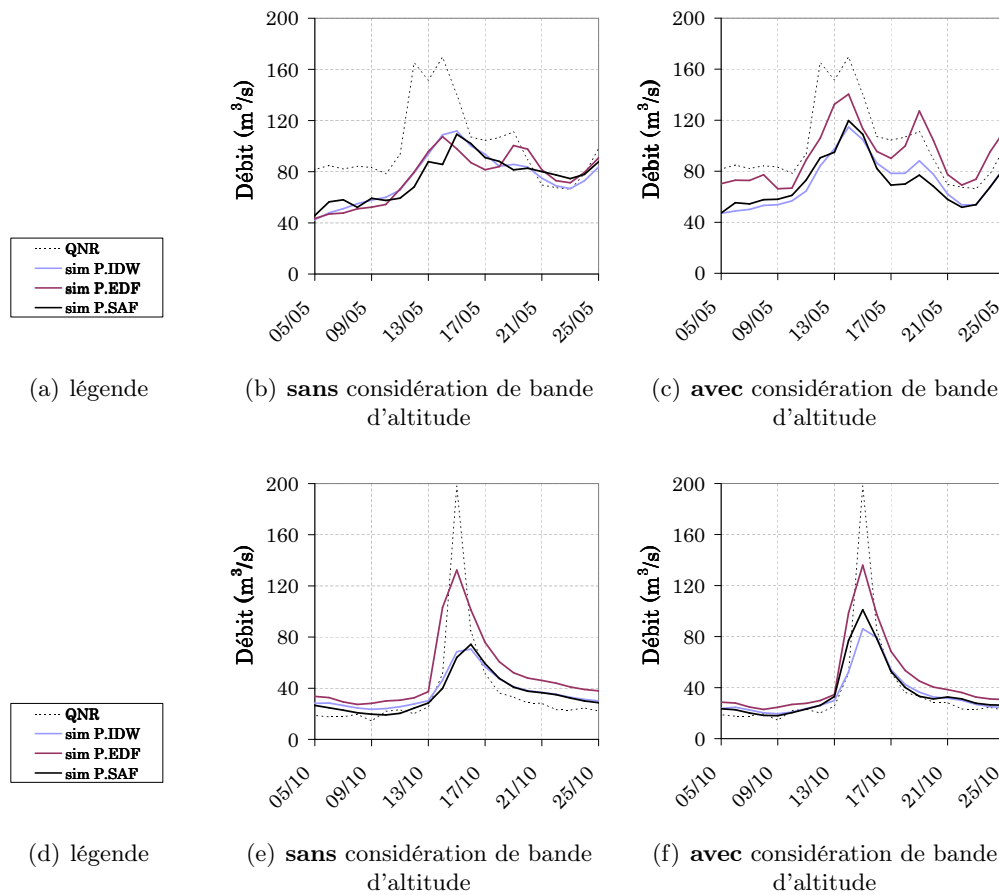 200
160
120
80
40
0
Débit (m³/s)
05/05
09/05
13/05
17/05
21/05
25/05
200
160
120
80
40
0
Débit (m³/s)
05/05
09/05
13/05
17/05
21/05
25/05
QNR
sim P.IDW
sim P.EDF
sim P.SAF
(a) légende
(b) sans considération de bande
d'altitude
(c) avec considération de bande
d'altitude
200
160
120
80
40
0
Débit (m³/s)
05/10
09/10
13/10
17/10
21/10
25/10
200
160
120
80
40
0
Débit (m³/s)
05/10
09/10
13/10
17/10
21/10
25/10
QNR
sim P.IDW
sim P.EDF
sim P.SAF
(d) légende
(e) sans considération de bande
d'altitude
(f) avec considération de bande
d'altitude